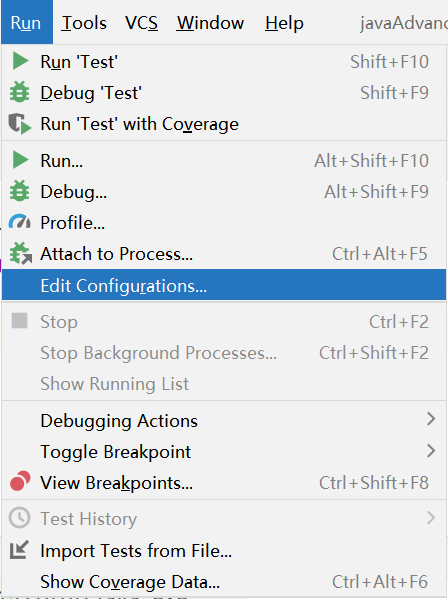 Run Tools VCS Window Help javaAdvan
Run 'Test' Shift+F10
Debug 'Test' Shift+F9
Run 'Test' with Coverage
Run... Alt+Shift+F10
Debug... Alt+Shift+F9
Profile...
Attach to Process... Ctrl+Alt+F5
Edit Configurations...
Stop Ctrl+F2
Stop Background Processes... Ctrl+Shift+F2
Show Running List
Debugging Actions
Toggle Breakpoint
View Breakpoints... Ctrl+Shift+F8
Test History
Import Tests from File...
Show Coverage Data... Ctrl+Alt+F6